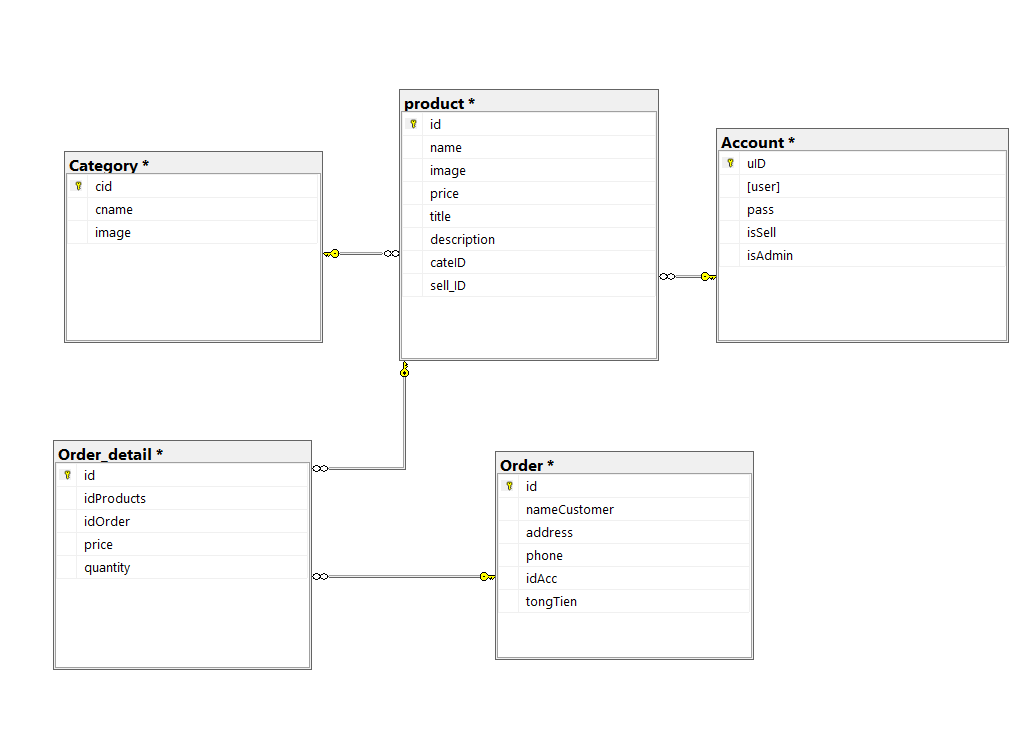 product *
id
name
image
price
title
description
cateID
sell_ID
Category *
cid
cname
image
Account *
uID
[user]
pass
isSell
isAdmin
Order_detail *
id
idProducts
idOrder
price
quantity
Order *
id
nameCustomer
address
phone
idAcc
tongTien